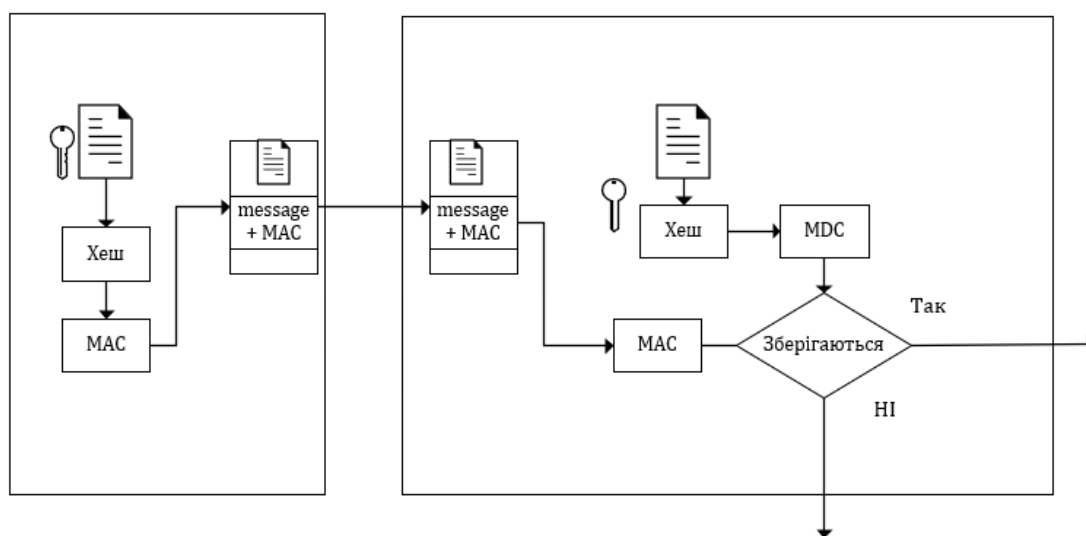 message
+ MAC
Хеш
MAC
message
+ MAC
Хеш
MDC
MAC
Зберігаються
Так
НІ